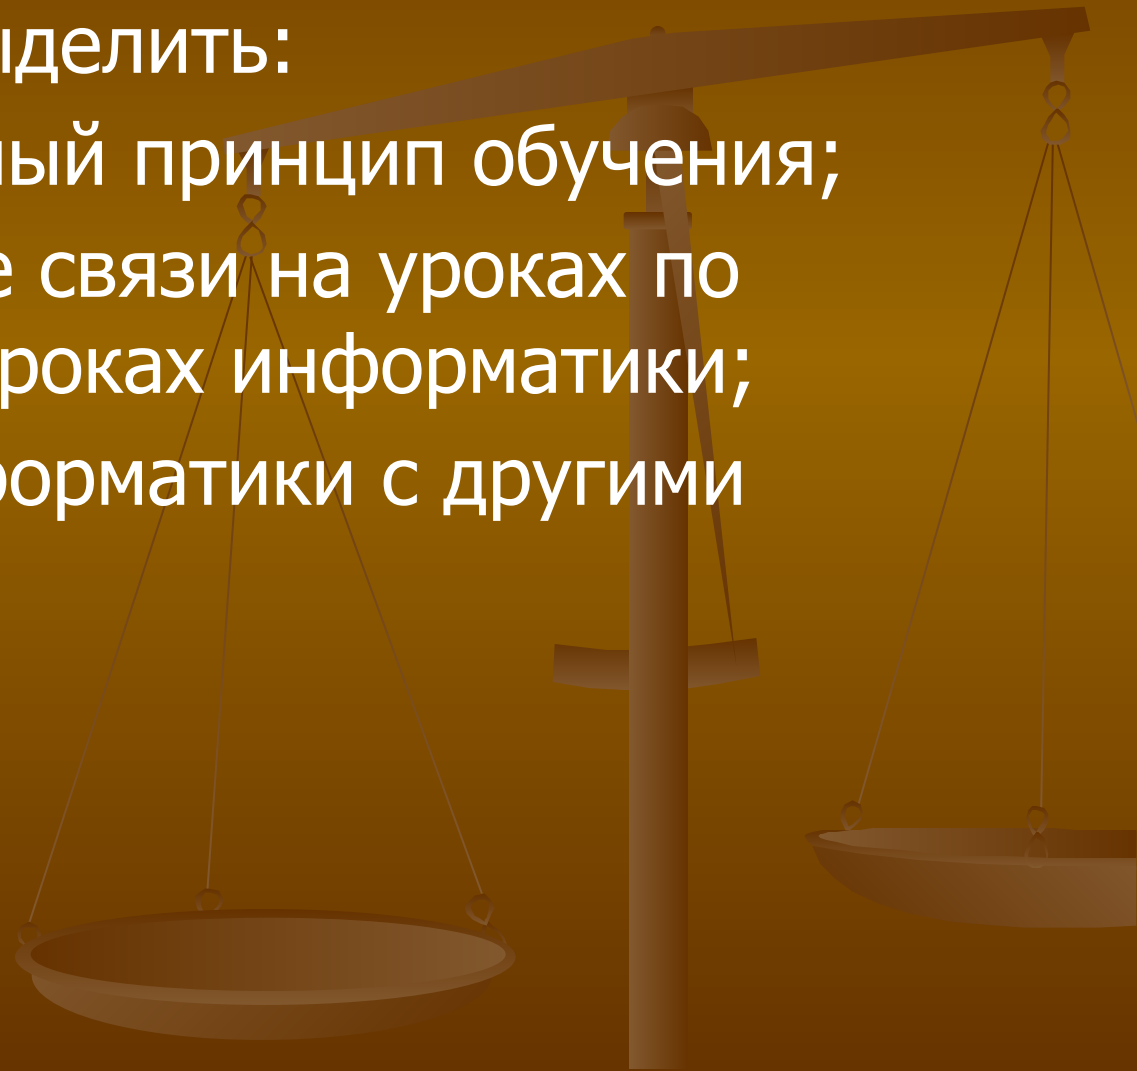 ыделить:
ный принцип обучения;
е связи на уроках по
роках информатики;
форматики с другими